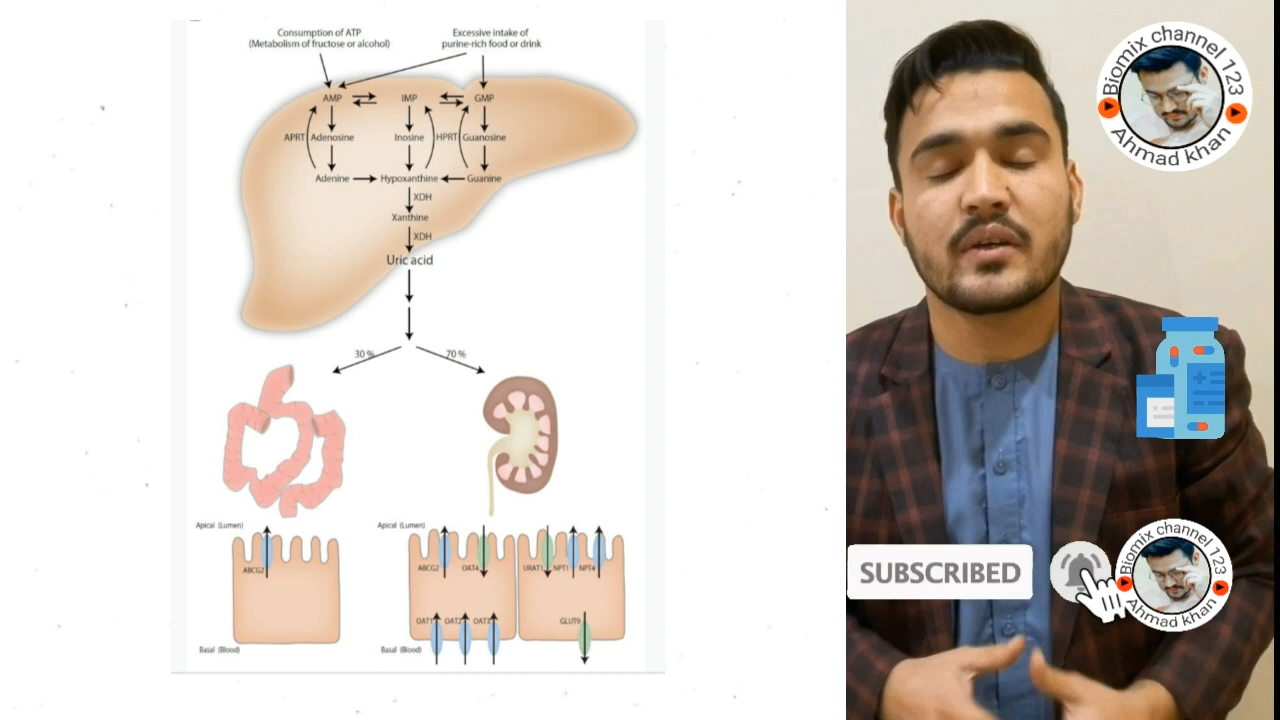 Consumption of ATP
(Metabolism of fructose or alcohol)
Excessive intake of
purine-rich food or drink
AMP
IMP
GMP
APRT
Adenosine
Inosine
HPRT
Guanosine
Adenine
Hypoxanthine
Guanine
XDH
Xanthine
XDH
Uric acid
30 %
70 %
Apical (Lumen)
ABCG2
Basal (Blood)
Apical (Lumen)
ABCG2
OAT4
URAT1
NPT1
NPT4
OAT1
OAT2
OAT3
GLUT9
Basal (Blood)
Biomix channel 123
Ahmad khan
SUBSCRIBED
Biomix channel 123
Ahmad khan